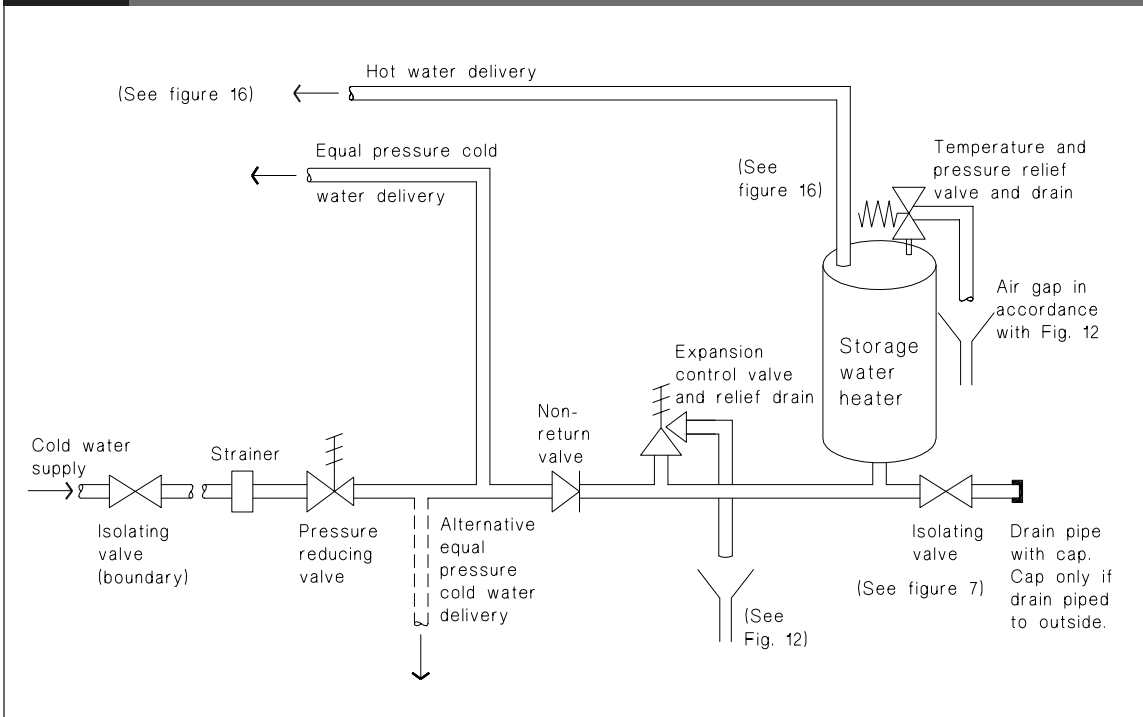 Hot water delivery
(See figure 16)
Equal pressure cold
water delivery
(See
figure 16)
Temperature and
pressure relief
valve and drain
Air gap in
accordance
with Fig. 12
Storage
water
heater
Expansion
control valve
and relief drain
Non-
return
valve
Cold water
supply
Strainer
Isolating
valve
(boundary)
Pressure
reducing
valve
Alternative
equal
pressure
cold water
delivery
(See
Fig. 12)
Isolating
valve
(See figure 7)
Drain pipe
with cap.
Cap only if
drain piped
to outside.